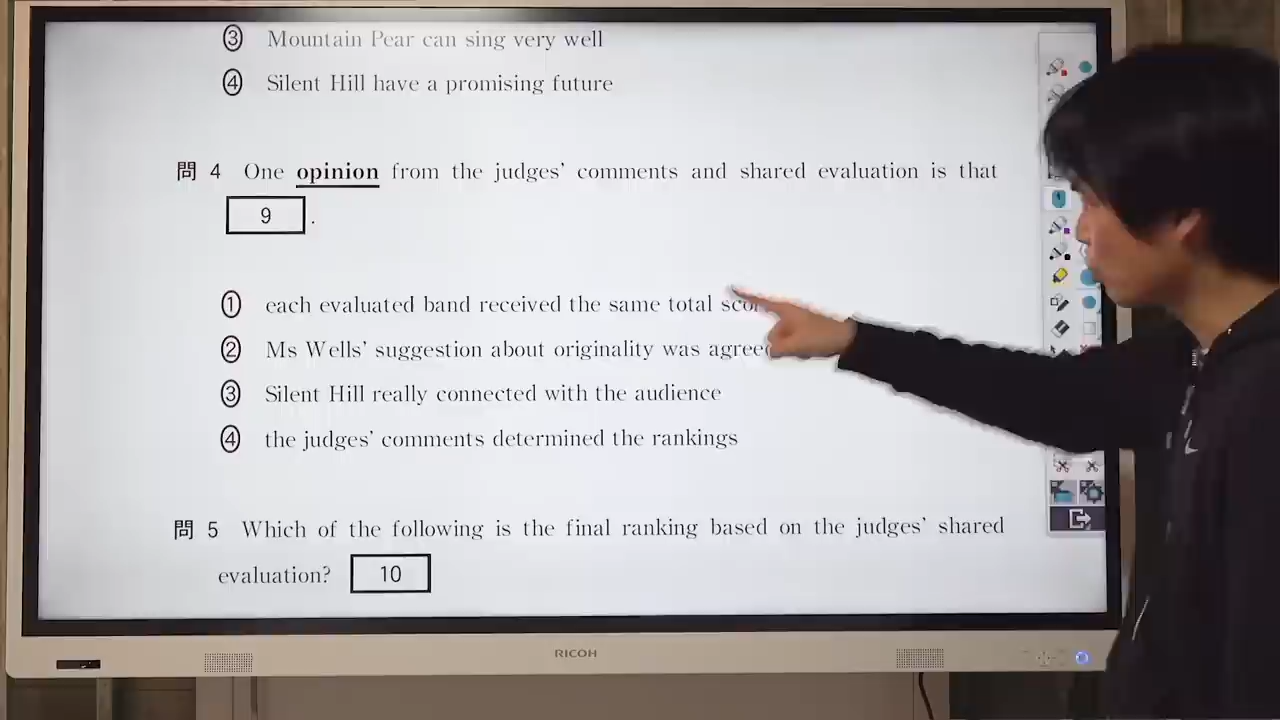 ③ Mountain Pear can sing very well
④ Silent Hill have a promising future
問 4 One opinion from the judges' comments and shared evaluation is that
9 .
① each evaluated band received the same total
② Ms Wells' suggestion about originality was agreed
③ Silent Hill really connected with the audience
④ the judges' comments determined the rankings
問 5 Which of the following is the final ranking based on the judges' shared
evaluation? 10
RICOH